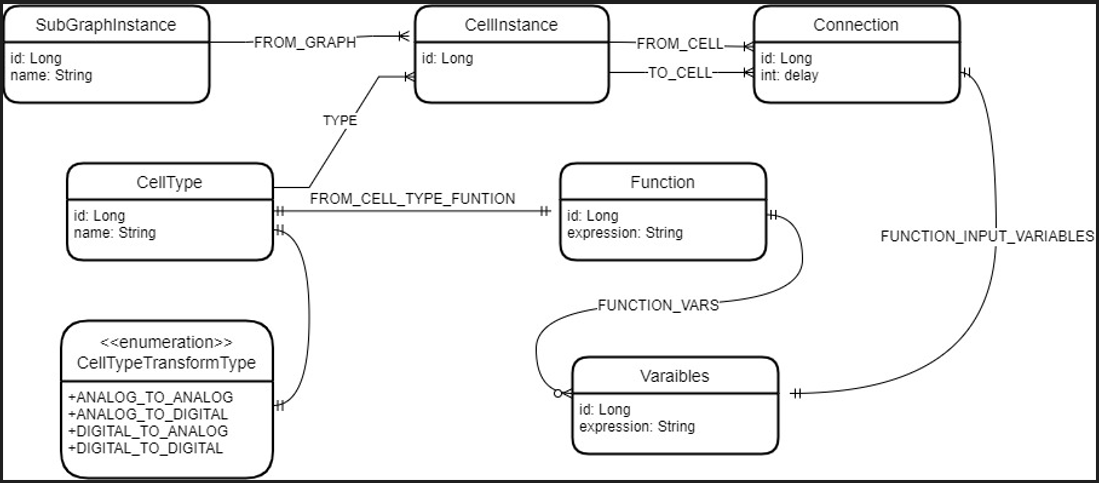 SubGraphInstance
id: Long
name: String
FROM_GRAPH
CellInstance
id: Long
FROM_CELL
TO_CELL
Connection
id: Long
int: delay
TYPE
CellType
id: Long
name: String
FROM_CELL_TYPE_FUNTION
Function
id: Long
expression: String
FUNCTION_INPUT_VARIABLES
FUNCTION_VARS
<<enumeration>>
CellTypeTransformType
+ANALOG_TO_ANALOG
+ANALOG_TO_DIGITAL
+DIGITAL_TO_ANALOG
+DIGITAL_TO_DIGITAL
Varaibles
id: Long
expression: String